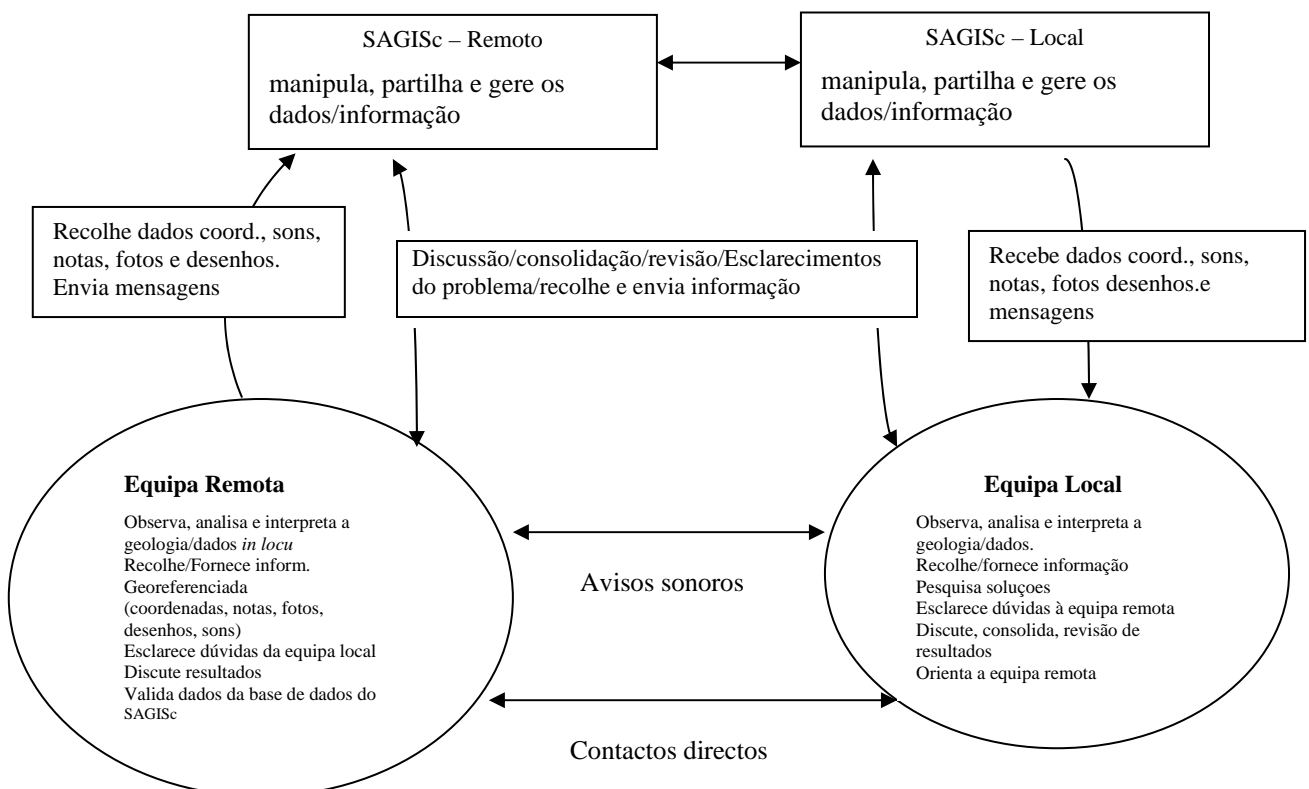 SAGISc – Remoto
manipula, partilha e gere os
dados/informação
SAGISc – Local
manipula, partilha e gere os
dados/informação
Recolhe dados coord., sons,
notas, fotos e desenhos.
Envia mensagens
Discussão/consolidação/revisão/Esclarecimentos
do problema/recolhe e envia informação
Recebe dados coord., sons,
notas, fotos desenhos.e
mensagens
Equipa Remota
Observa, analisa e interpreta a
geologia/dados in locu
Recolhe/Fornece inform.
Georeferenciada
(coordenadas, notas, fotos,
desenhos, sons)
Esclarece dúvidas da equipa local
Discute resultados
Valida dados da base de dados do
SAGISc
Avisos sonoros
Contactos directos
Equipa Local
Observa, analisa e interpreta a
geologia/dados.
Recolhe/fornece informação
Pesquisa soluçoes
Esclarece dúvidas à equipa remota
Discute, consolida, revisão de
resultados
Orienta a equipa remota